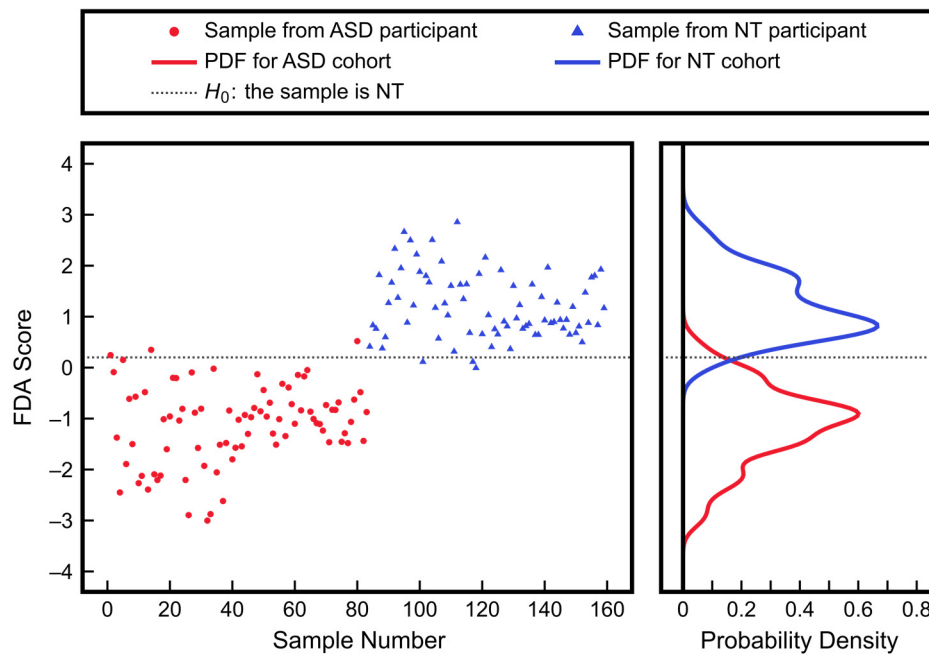 Sample from ASD participant
Sample from NT participant
PDF for ASD cohort
PDF for NT cohort
H₀: the sample is NT
FDA Score
4
3
2
1
0
–1
–2
–3
–4
0 20 40 60 80 100 120 140 160
Sample Number
0 0.2 0.4 0.6 0.8
Probability Density